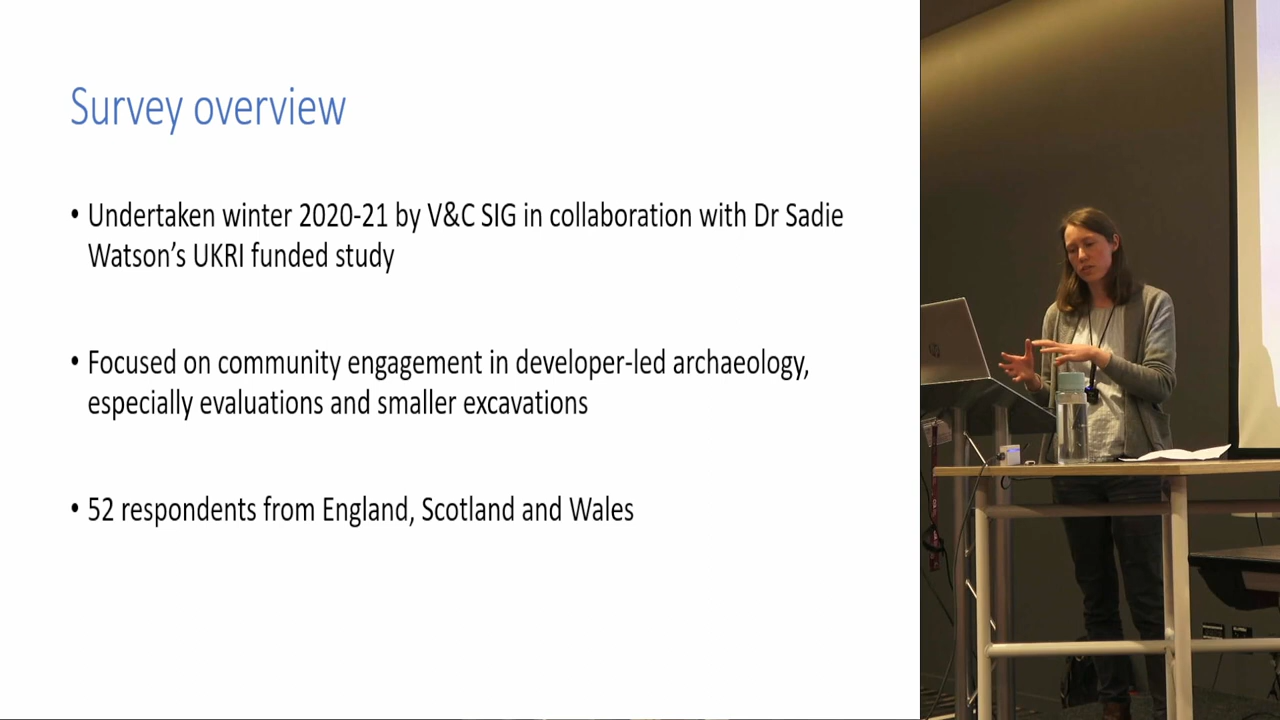 Survey overview
• Undertaken winter 2020-21 by V&C SIG in collaboration with Dr Sadie
Watson’s UKRI funded study
• Focused on community engagement in developer-led archaeology,
especially evaluations and smaller excavations
• 52 respondents from England, Scotland and Wales